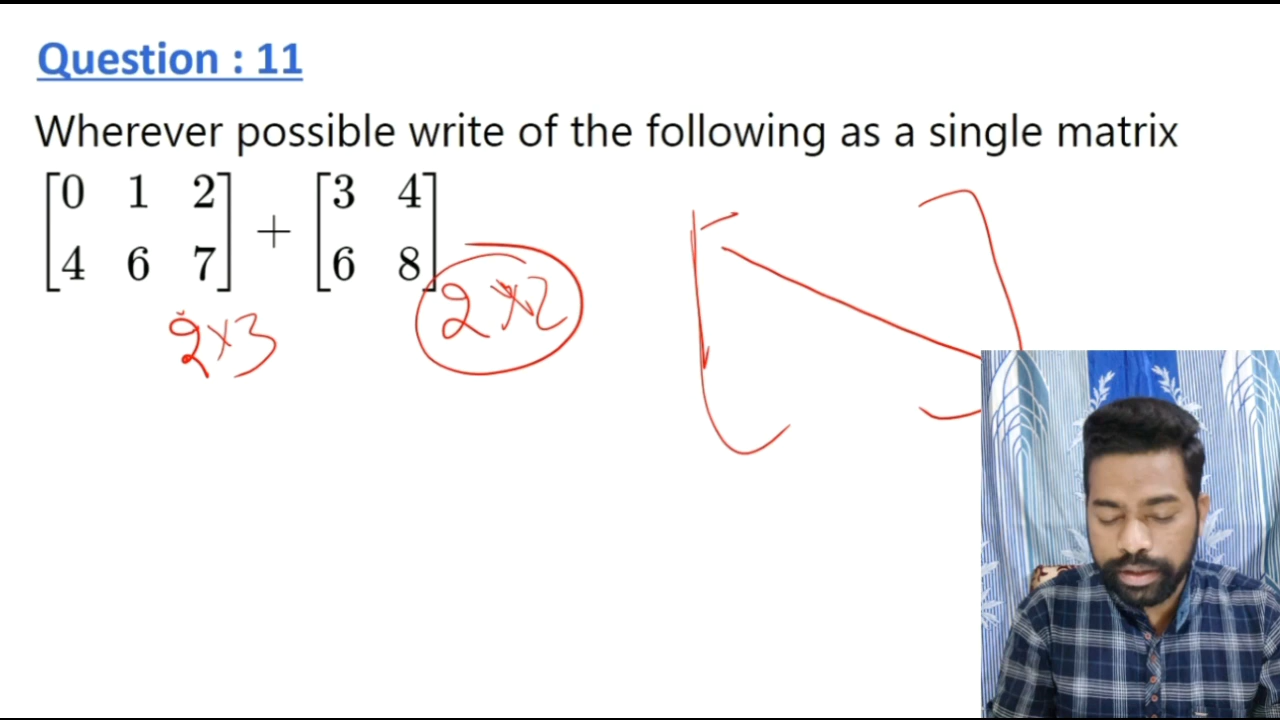 Question : 11
Wherever possible write of the following as a single matrix
[0 1 2] + [3 4]
[4 6 7] [6 8]
2×3 2×2